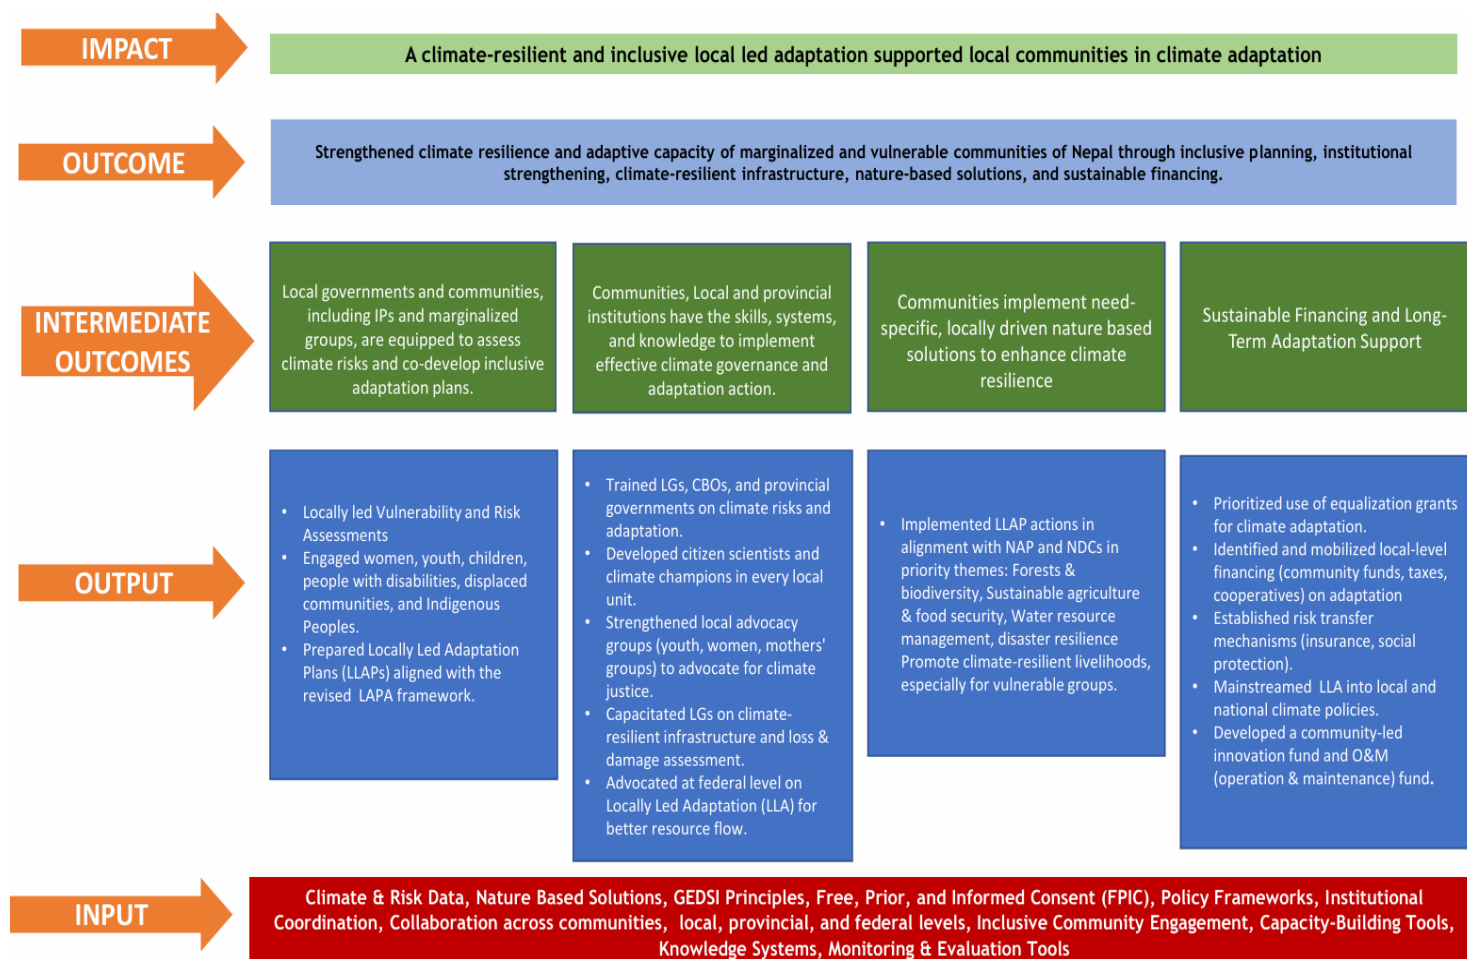 IMPACT
A climate-resilient and inclusive local led adaptation supported local communities in climate adaptation
OUTCOME
Strengthened climate resilience and adaptive capacity of marginalized and vulnerable communities of Nepal through inclusive planning, institutional
strengthening, climate-resilient infrastructure, nature-based solutions, and sustainable financing.
INTERMEDIATE
OUTCOMES
Local governments and communities,
including IPs and marginalized
groups, are equipped to assess
climate risks and co-develop inclusive
adaptation plans.
Communities, Local and provincial
institutions have the skills, systems,
and knowledge to implement
effective climate governance and
adaptation action.
Communities implement need-
specific, locally driven nature based
solutions to enhance climate
resilience
Sustainable Financing and Long-
Term Adaptation Support
OUTPUT
• Locally led Vulnerability and Risk
Assessments
• Engaged women, youth, children,
people with disabilities, displaced
communities, and Indigenous
Peoples.
• Prepared Locally Led Adaptation
Plans (LLAPs) aligned with the
revised LAPA framework.
• Trained LGs, CBOs, and provincial
governments on climate risks and
adaptation.
• Developed citizen scientists and
climate champions in every local
unit.
• Strengthened local advocacy
groups (youth, women, mothers'
groups) to advocate for climate
justice.
• Capacitated LGs on climate-
resilient infrastructure and loss &
damage assessment.
• Advocated at federal level on
Locally Led Adaptation (LLA) for
better resource flow.
• Implemented LLAP actions in
alignment with NAP and NDCs in
priority themes: Forests &
biodiversity, Sustainable agriculture
& food security, Water resource
management, disaster resilience
Promote climate-resilient livelihoods,
especially for vulnerable groups.
• Prioritized use of equalization grants
for climate adaptation.
• Identified and mobilized local-level
financing (community funds, taxes,
cooperatives) on adaptation
• Established risk transfer
mechanisms (insurance, social
protection).
• Mainstreamed LLA into local and
national climate policies.
• Developed a community-led
innovation fund and O&M
(operation & maintenance) fund.
INPUT
Climate & Risk Data, Nature Based Solutions, GEDSI Principles, Free, Prior, and Informed Consent (FPIC), Policy Frameworks, Institutional
Coordination, Collaboration across communities, local, provincial, and federal levels, Inclusive Community Engagement, Capacity-Building Tools,
Knowledge Systems, Monitoring & Evaluation Tools